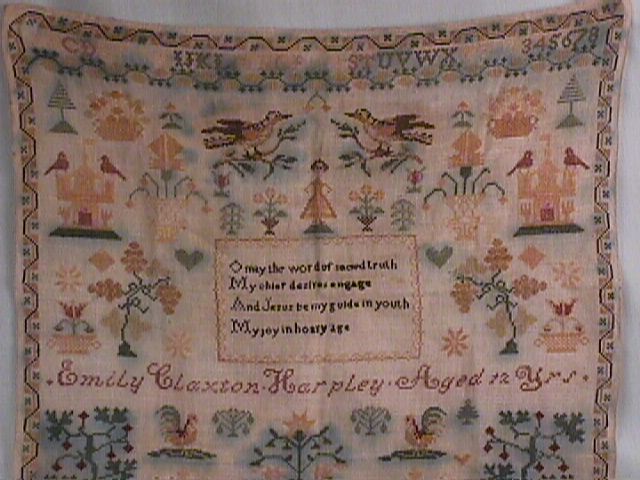 STUVWX 345678
O may the word of sacred truth
My chief desires engage
And Jesus be my guide in youth
My joy in hoary age
Emily Claxton Harpley Aged 12 Yrs